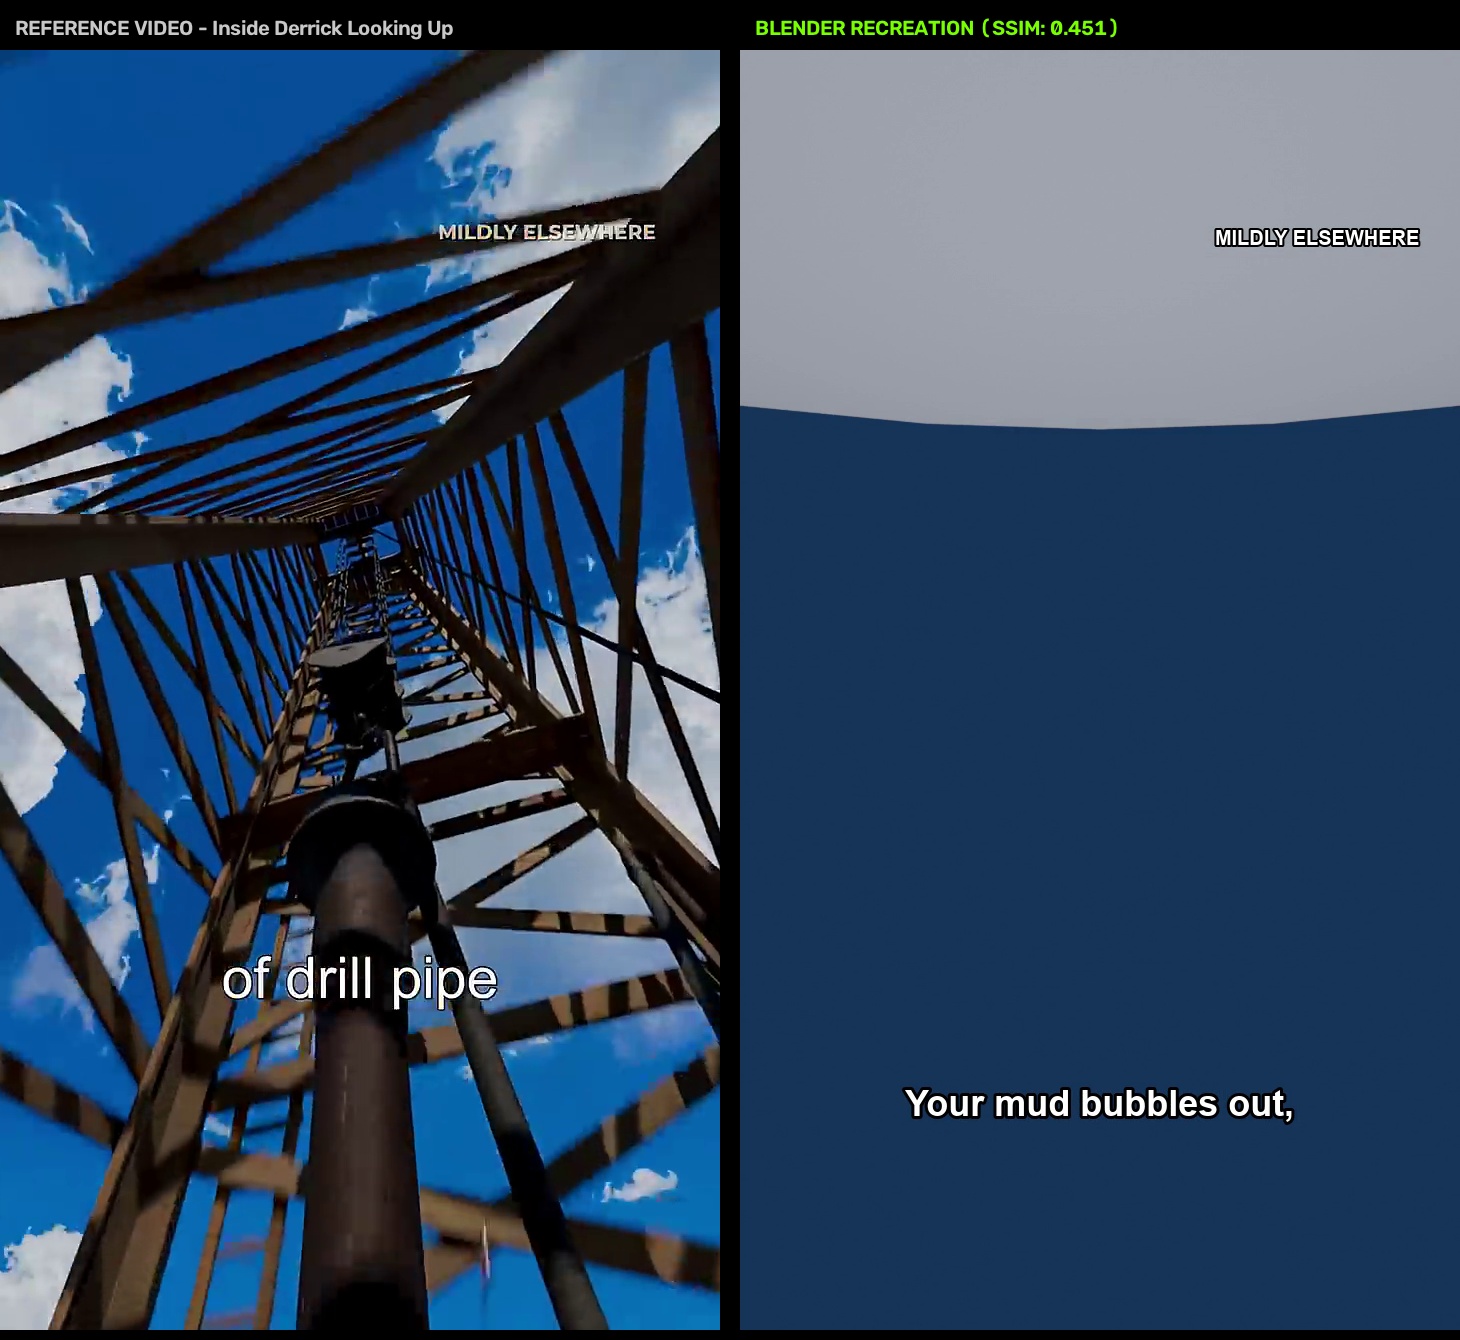 REFERENCE VIDEO - Inside Derrick Looking Up
BLENDER RECREATION (SSIM: 0.451)
MILDLY ELSEWHERE
MILDLY ELSEWHERE
of drill pipe
Your mud bubbles out,